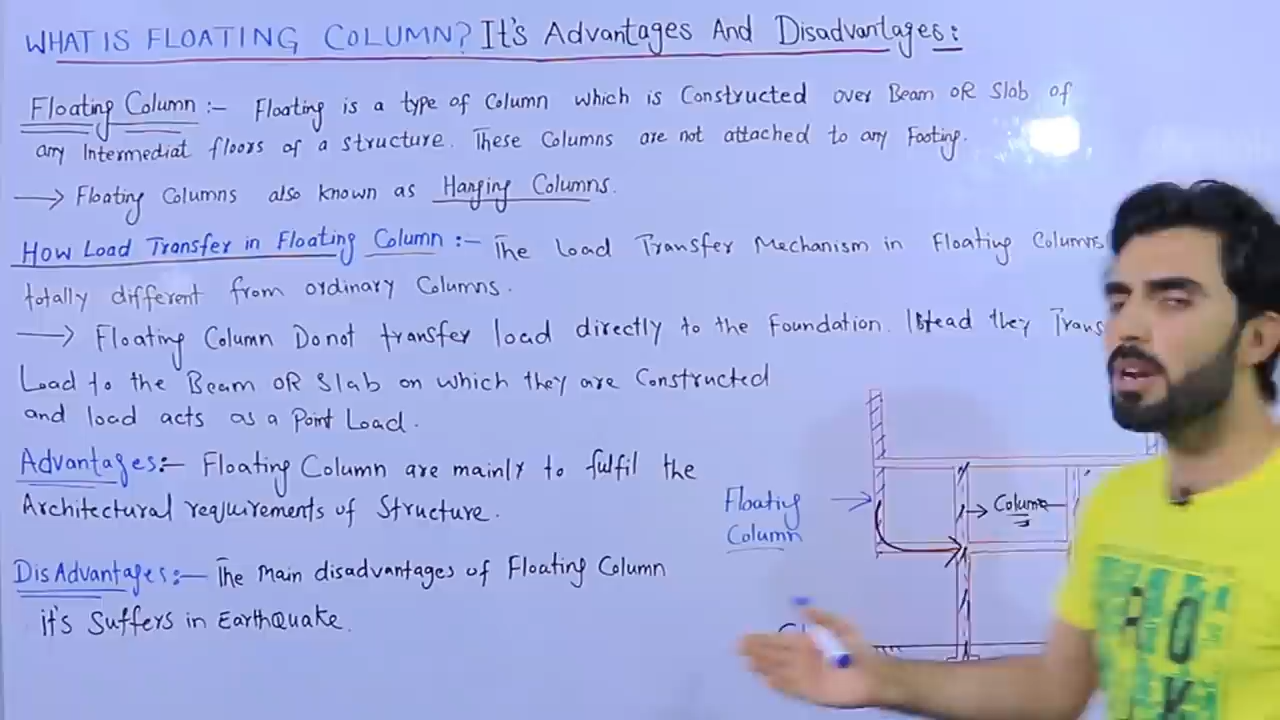 WHAT IS FLOATING COLUMN? It's Advantages And Disadvantages:
Floating Column :- Floating is a type of Column which is Constructed over Beam OR Slab of
any Intermediat floors of a structure. These Columns are not attached to any Footing.
→ Floating Columns also known as Hanging Columns.
How Load Transfer in Floating Column :- The Load Transfer Mechanism in Floating Columns
totally different from ordinary Columns.
→ Floating Column Do not transfer load directly to the foundation. Istead they Trans
Load to the Beam OR Slab on which they are Constructed
and load acts as a Point Load.
Advantages:- Floating Column are mainly to fulfil the
Architectural requirements of Structure.
DisAdvantages:- The main disadvantages of Floating Column
it's Suffers in EarthQuake.
Floating
Column
Column